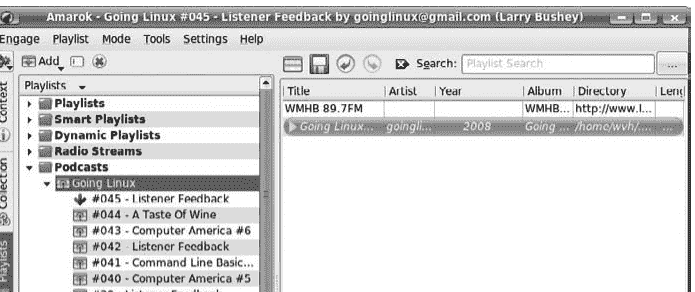 Amarok - Going Linux #045 - Listener Feedback by goinglinux@gmail.com (Larry Bushey)
Engage Playlist Mode Tools Settings Help
Add Search: Playlist Search ...
Context
Collection
Playlists
Playlists
Playlists
Smart Playlists
Dynamic Playlists
Radio Streams
Podcasts
Going Linux
#045 - Listener Feedback
#044 - A Taste Of Wine
#043 - Computer America #6
#042 - Listener Feedback
#041 - Command Line Basic...
#040 - Computer America #5
Title Artist Year Album Directory Leng
WMHB 89.7FM WMHB... http://www.l...
Going Linux... goingli... 2008 Going ... /home/wvh/... ...